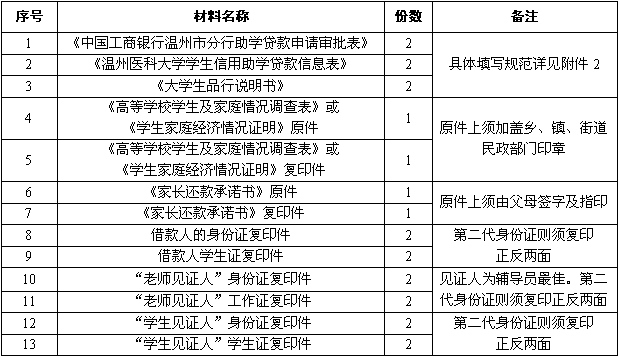 序号 材料名称 份数 备注
1 《中国工商银行温州市分行助学贷款申请审批表》 2
2 《温州医科大学学生信用助学贷款信息表》 2 具体填写规范详见附件 2
3 《大学生品行说明书》 2
4 《高等学校学生及家庭情况调查表》或
《学生家庭经济情况证明》原件 1
原件上须加盖乡、镇、街道
民政部门印章
5 《高等学校学生及家庭情况调查表》或
《学生家庭经济情况证明》复印件 1
6 《家长还款承诺书》原件 1
原件上须由父母签字及指印
7 《家长还款承诺书》复印件 1
8 借款人的身份证复印件 2 第二代身份证则须复印
9 借款人学生证复印件 2 正反两面
10 “老师见证人”身份证复印件 2 见证人为辅导员最佳。第二
11 “老师见证人”工作证复印件 2 代身份证则须复印正反两面
12 “学生见证人”身份证复印件 2 第二代身份证则须复印
13 “学生见证人”学生证复印件 2 正反两面